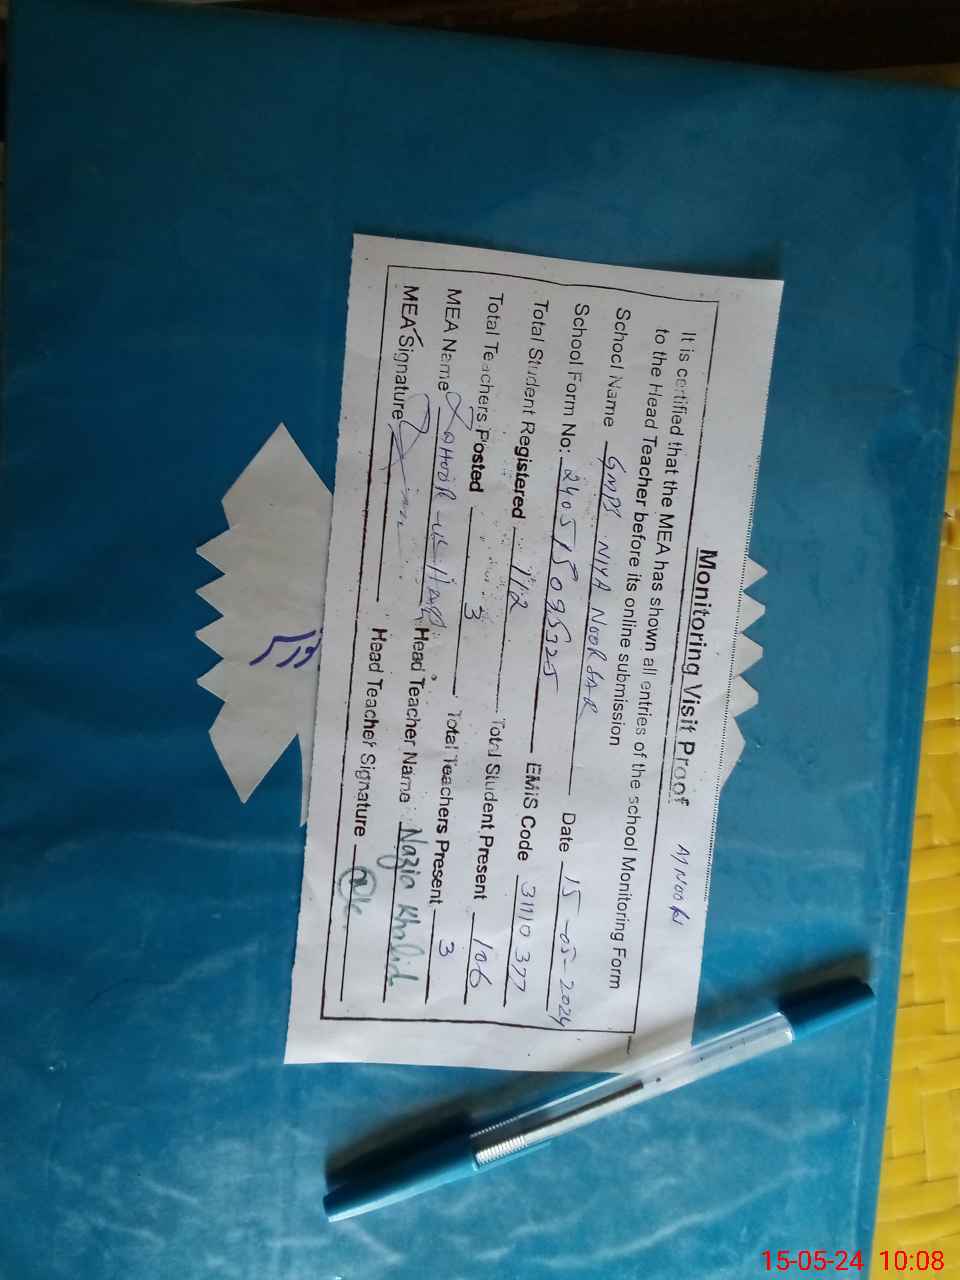 Monitoring Visit Proof
It is certified that the MEA has shown all entries of the school Monitoring Form
to the Head Teacher before its online submission
School Name GMPS NIYA NOORSAR Date 15-05-2024
School Form No: 240515095325 EMIS Code 31110377
Total Student Registered 112 Total Student Present 106
Total Teachers Posted 3 Total Teachers Present 3
MEA Name ZAHOOR-UL-HAQ Head Teacher Name Nazia Khalid
MEA Signature Head Teacher Signature
15-05-24 10:08